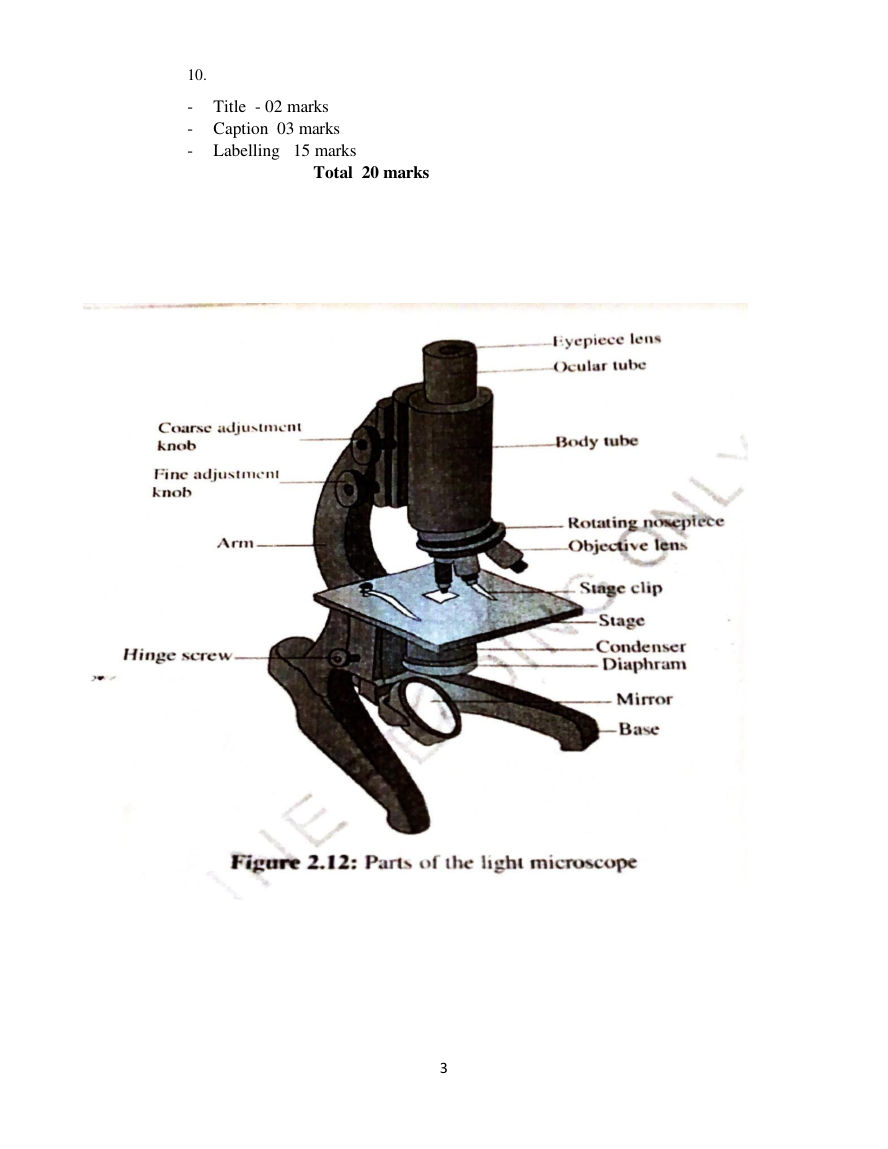 10.
- Title - 02 marks
- Caption 03 marks
- Labelling 15 marks
Total 20 marks
Eyepiece lens
Ocular tube
Coarse adjustment
knob
Body tube
Fine adjustment
knob
Rotating nosepiece
Arm
Objective lens
Stage clip
Stage
Condenser
Hinge screw
Diaphram
Mirror
Base
ONLY
Figure 2.12: Parts of the light microscope
3